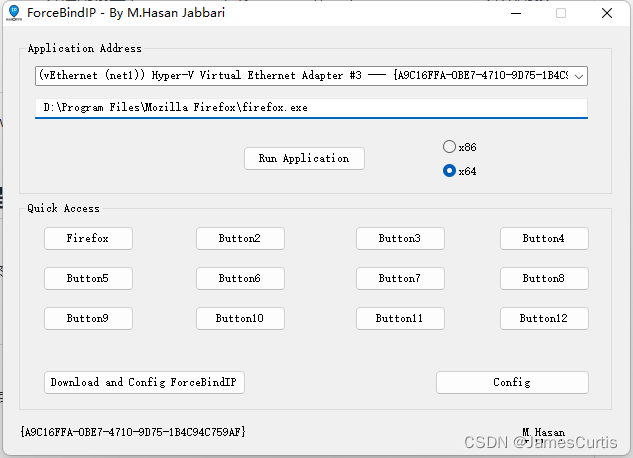 ForceBindIP - By M.Hasan Jabbari
Application Address
(vEthernet (net1)) Hyper-V Virtual Ethernet Adapter #3 --- {A9C16FFA-0BE7-4710-9D75-1B4C9
D:\Program Files\Mozilla Firefox\firefox.exe
Run Application
x86
x64
Quick Access
Firefox Button2 Button3 Button4
Button5 Button6 Button7 Button8
Button9 Button10 Button11 Button12
Download and Config ForceBindIP Config
{A9C16FFA-0BE7-4710-9D75-1B4C94C759AF} M.Hasan
CSDN @JamesCurtis